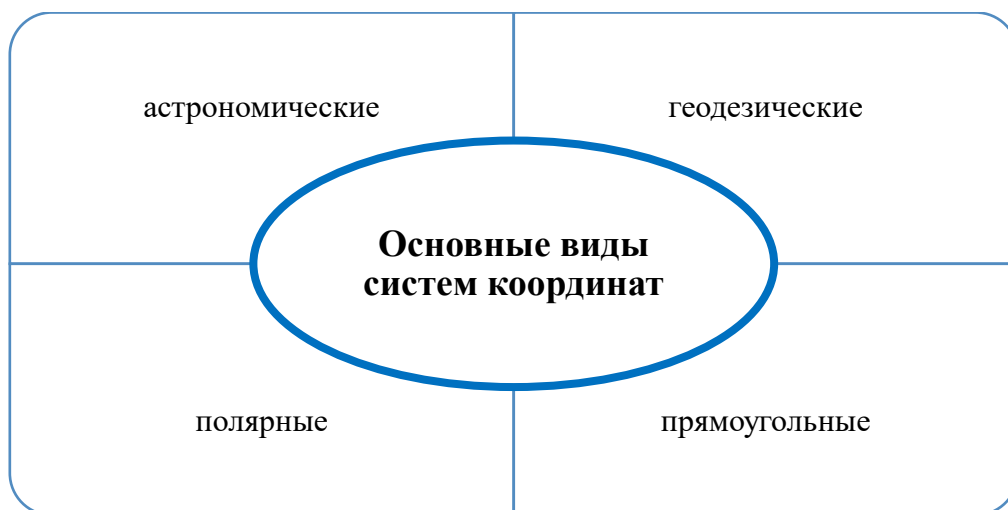 астрономические
геодезические
Основные виды
систем координат
полярные
прямоугольные